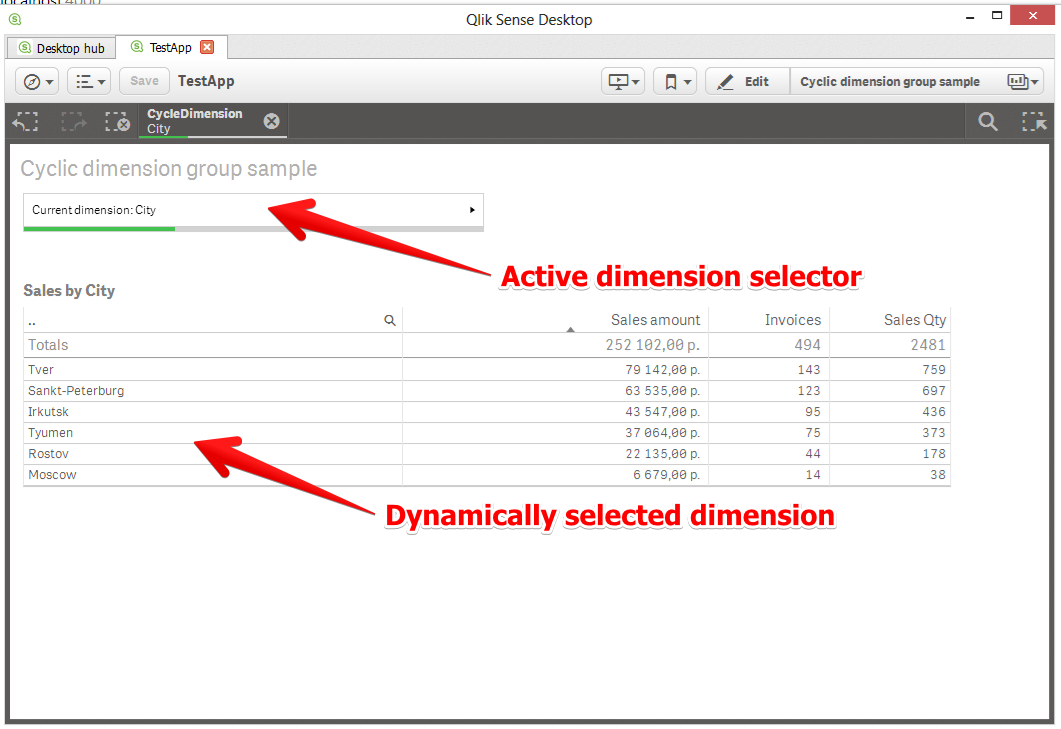 localhost:4000
Qlik Sense Desktop
Desktop hub
TestApp
Save
TestApp
Edit
Cyclic dimension group sample
CycleDimension
City
Cyclic dimension group sample
Current dimension: City
Active dimension selector
Sales by City
.. Sales amount Invoices Sales Qty
Totals 252 102,00 р. 494 2481
Tver 79 142,00 р. 143 759
Sankt-Peterburg 63 535,00 р. 123 697
Irkutsk 43 547,00 р. 95 436
Tyumen 37 064,00 р. 75 373
Rostov 22 135,00 р. 44 178
Moscow 6 679,00 р. 14 38
Dynamically selected dimension